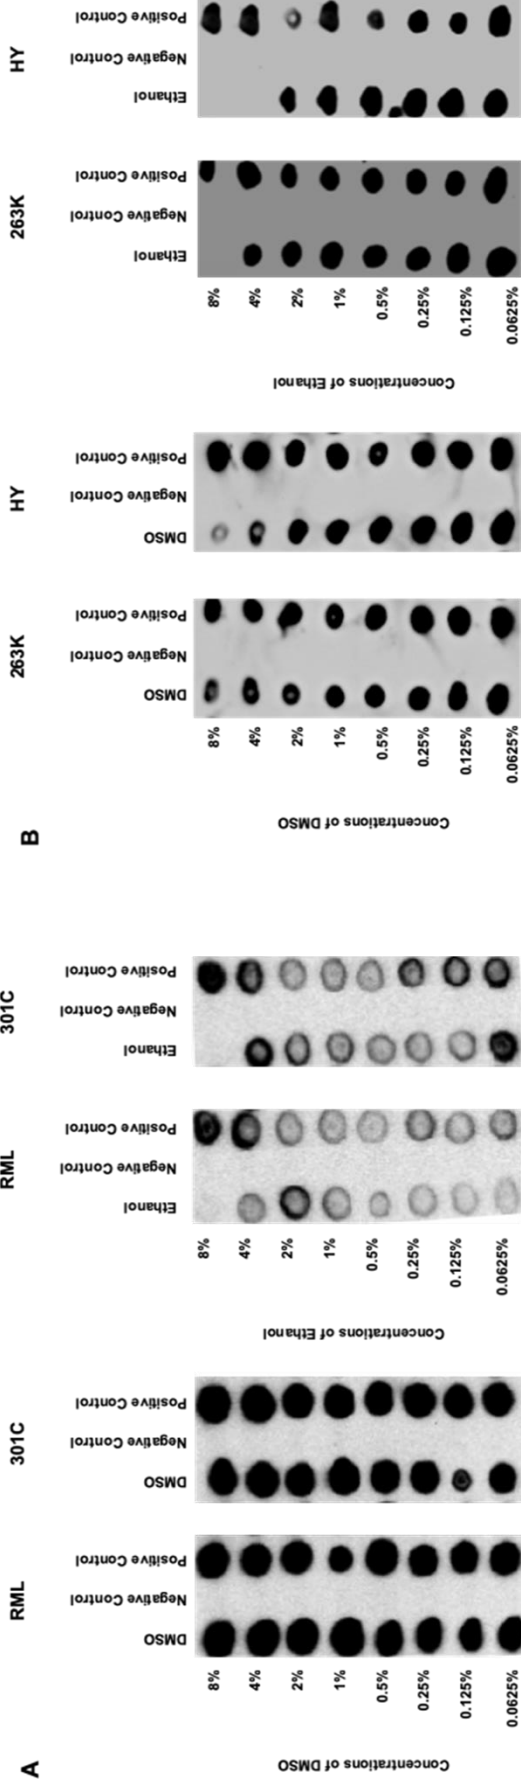 A
RML
301C
RML
301C
DMSO
Negative Control
Positive Control
DMSO
Negative Control
Positive Control
Ethanol
Negative Control
Positive Control
Ethanol
Negative Control
Positive Control
Concentrations of DMSO
8%
4%
2%
1%
0.5%
0.25%
0.125%
0.0625%
Concentrations of Ethanol
8%
4%
2%
1%
0.5%
0.25%
0.125%
0.0625%
B
263K
HY
263K
HY
DMSO
Negative Control
Positive Control
DMSO
Negative Control
Positive Control
Ethanol
Negative Control
Positive Control
Ethanol
Negative Control
Positive Control
Concentrations of DMSO
8%
4%
2%
1%
0.5%
0.25%
0.125%
0.0625%
Concentrations of Ethanol
8%
4%
2%
1%
0.5%
0.25%
0.125%
0.0625%